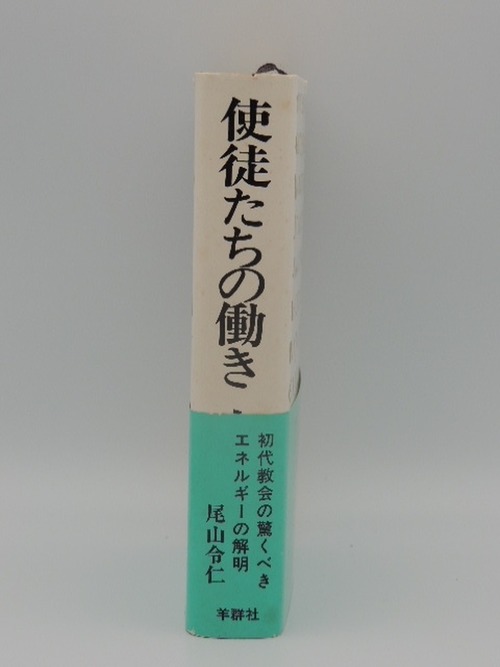 使徒たちの働き
初代教会の驚くべき
エネルギーの解明
尾山令仁
羊群社